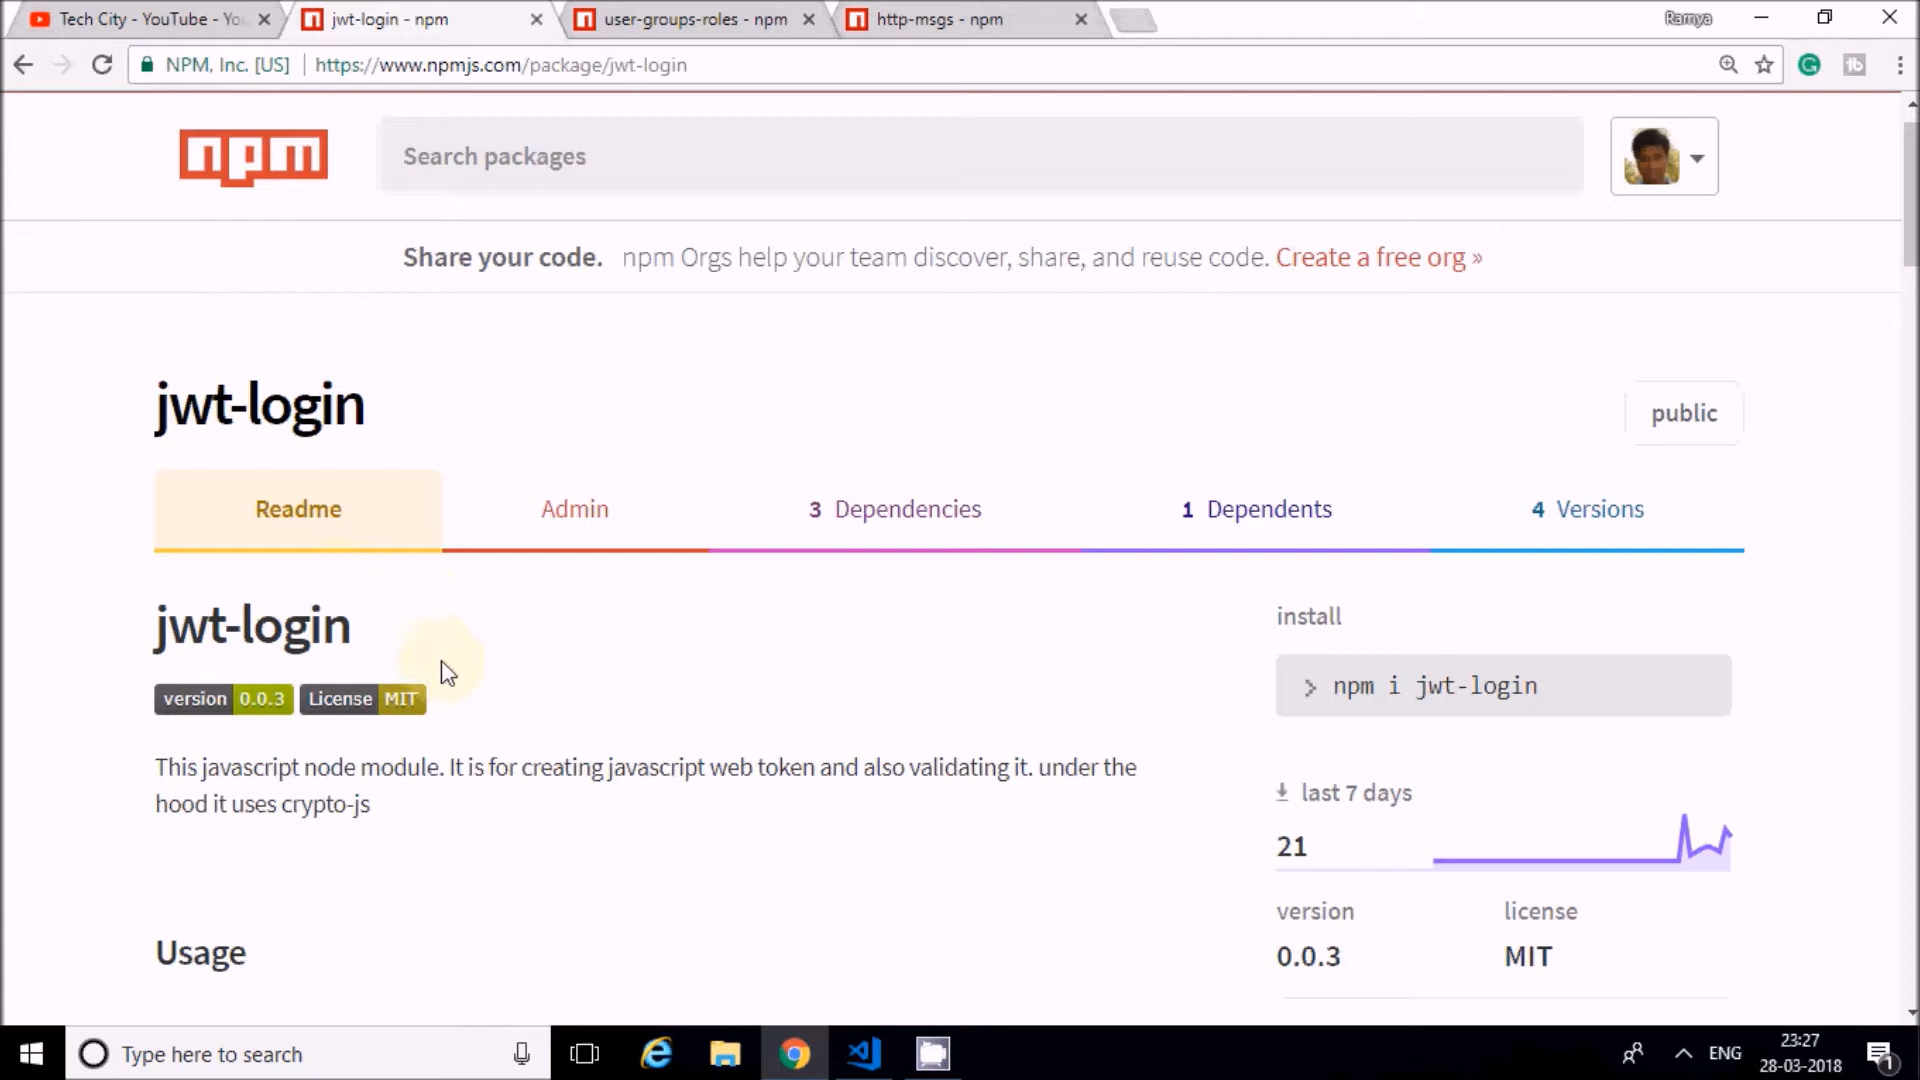 Tech City - YouTube - Yo
jwt-login - npm
user-groups-roles - npm
http-msgs - npm
Ramya
NPM, Inc. [US]
https://www.npmjs.com/package/jwt-login
npm
Search packages
Share your code. npm Orgs help your team discover, share, and reuse code. Create a free org »
jwt-login
public
Readme
Admin
3 Dependencies
1 Dependents
4 Versions
jwt-login
version 0.0.3 License MIT
This javascript node module. It is for creating javascript web token and also validating it. under the
hood it uses crypto-js
Usage
install
> npm i jwt-login
last 7 days
21
version
license
0.0.3
MIT
Type here to search
ENG
23:27
28-03-2018
1